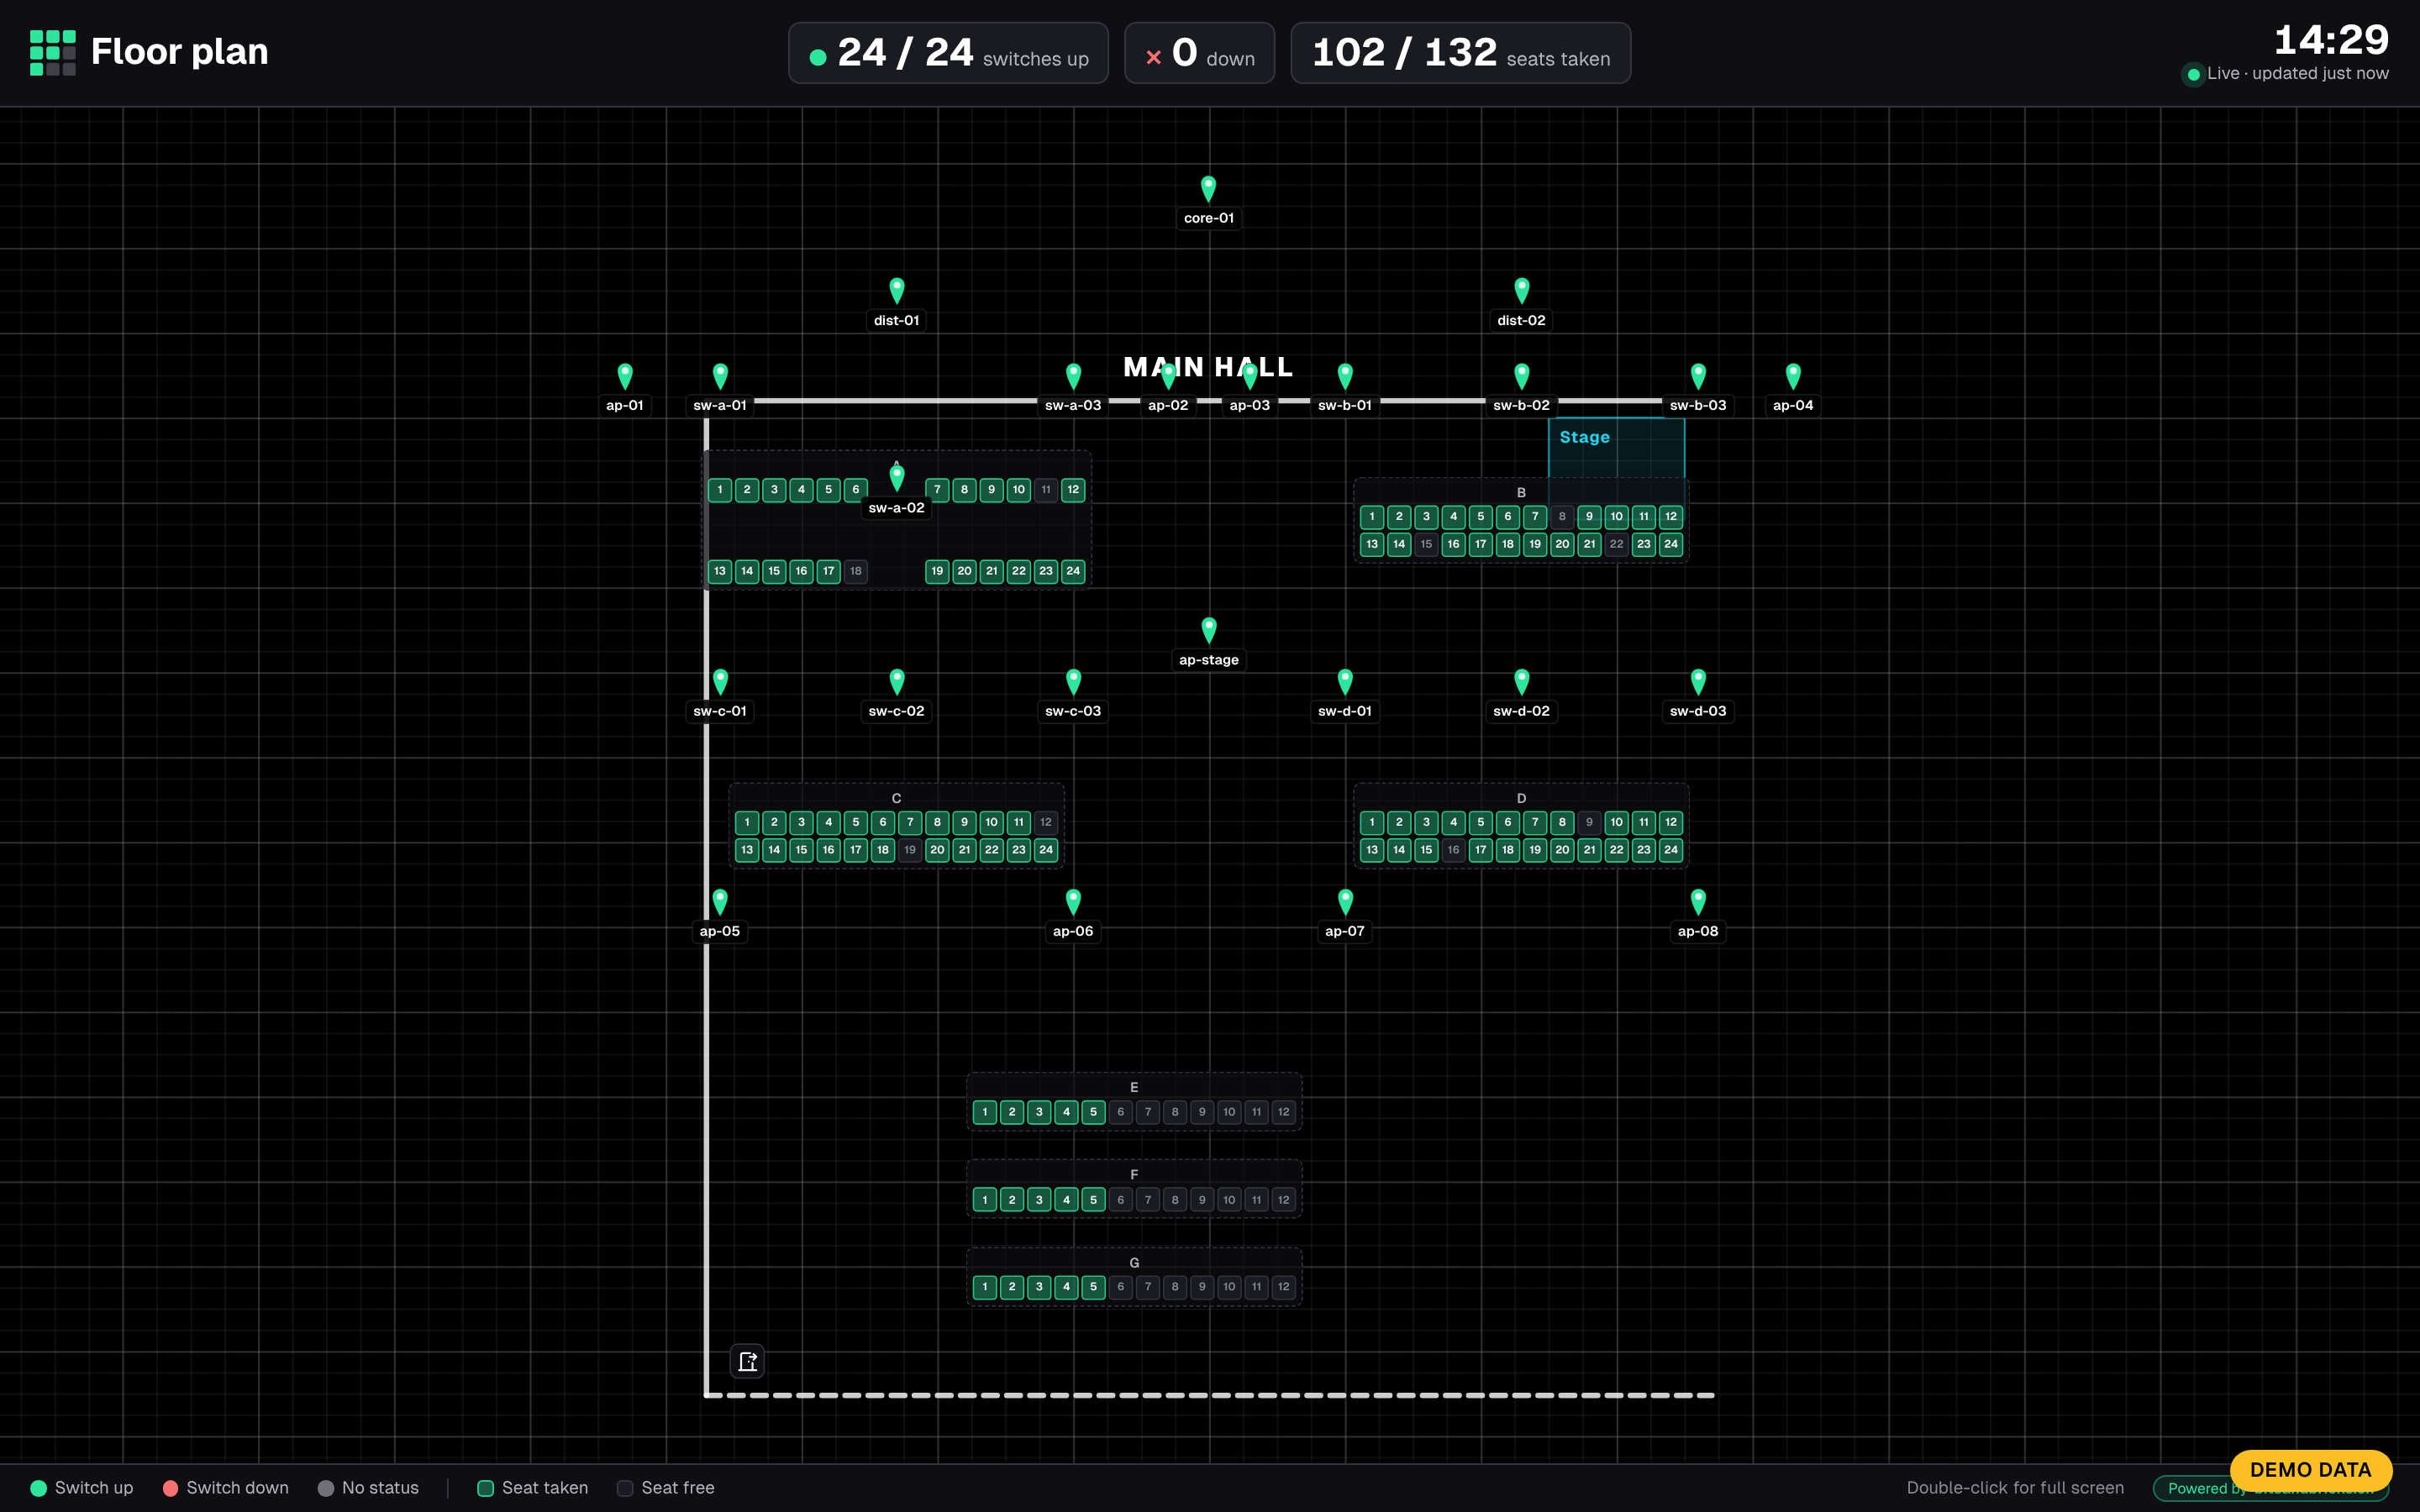 Floor plan
24 / 24 switches up
0 down
102 / 132 seats taken
14:29
Live · updated just now
core-01
dist-01
dist-02
MAIN HALL
ap-01
sw-a-01
sw-a-03
ap-02
ap-03
sw-b-01
sw-b-02
sw-b-03
ap-04
Stage
1 2 3 4 5 6 7 8 9 10 11 12
sw-a-02
13 14 15 16 17 18 19 20 21 22 23 24
B
1 2 3 4 5 6 7 8 9 10 11 12
13 14 15 16 17 18 19 20 21 22 23 24
ap-stage
sw-c-01
sw-c-02
sw-c-03
sw-d-01
sw-d-02
sw-d-03
C
1 2 3 4 5 6 7 8 9 10 11 12
13 14 15 16 17 18 19 20 21 22 23 24
D
1 2 3 4 5 6 7 8 9 10 11 12
13 14 15 16 17 18 19 20 21 22 23 24
ap-05
ap-06
ap-07
ap-08
E
1 2 3 4 5 6 7 8 9 10 11 12
F
1 2 3 4 5 6 7 8 9 10 11 12
G
1 2 3 4 5 6 7 8 9 10 11 12
Switch up
Switch down
No status
Seat taken
Seat free
Double-click for full screen
Powered by
DEMO DATA